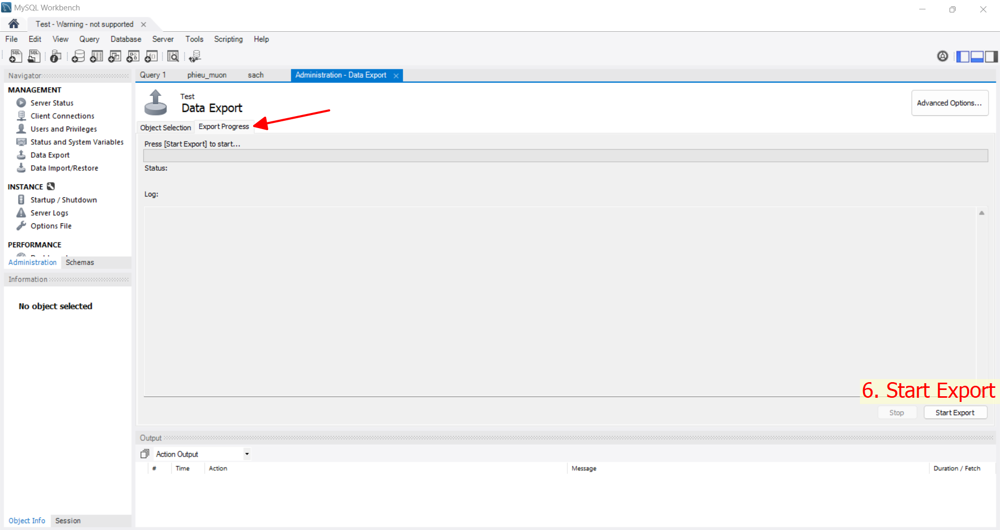 MySQL Workbench
Test - Warning - not supported
File Edit View Query Database Server Tools Scripting Help
Navigator
MANAGEMENT
Server Status
Client Connections
Users and Privileges
Status and System Variables
Data Export
Data Import/Restore
INSTANCE
Startup / Shutdown
Server Logs
Options File
PERFORMANCE
Administration Schemas
Information
No object selected
Object Info Session
Query 1 phieu_muon sach Administration - Data Export
Test
Data Export
Advanced Options...
Object Selection Export Progress
Press [Start Export] to start...
Status:
Log:
6. Start Export
Stop Start Export
Output
Action Output
# Time Action Message Duration / Fetch